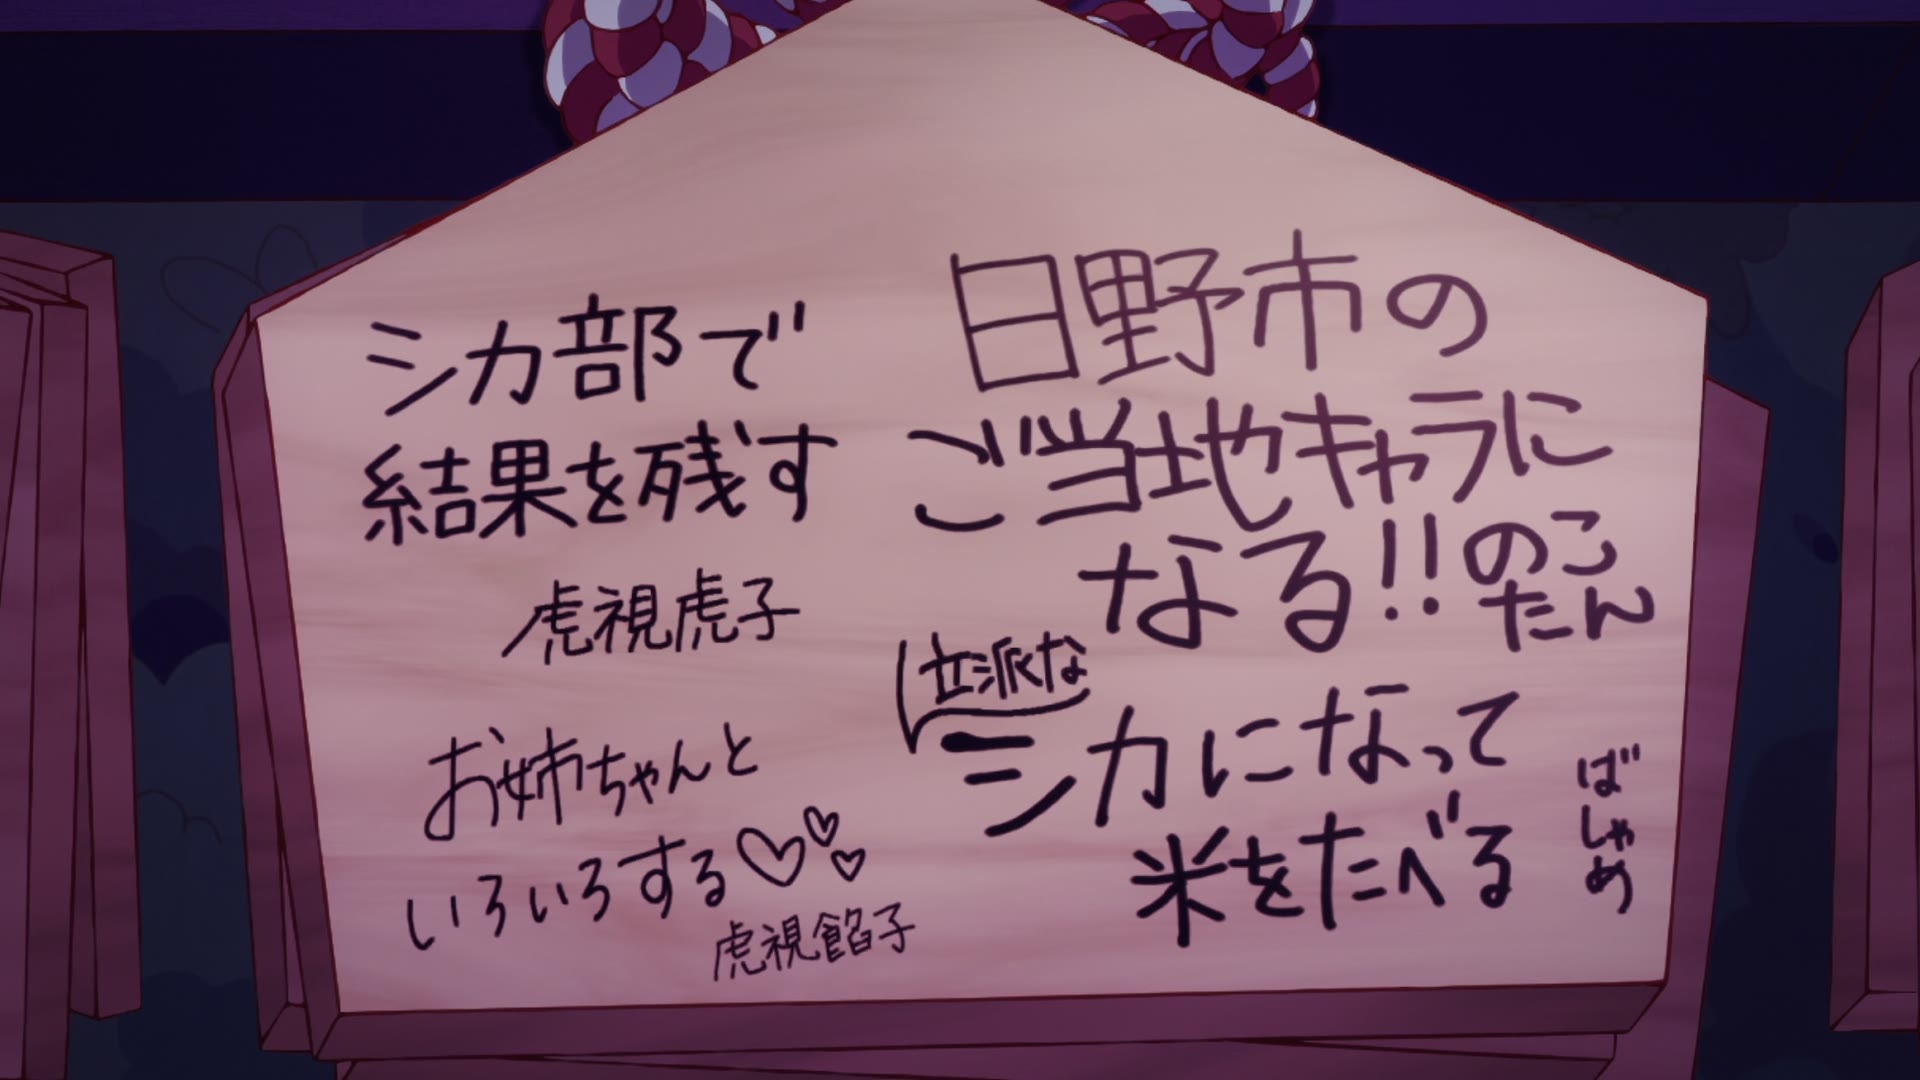 日野市の
ご当地キャラに
なる!!のこ
たん
立派な
シカになって
米をたべる
ばしゃめ
シカ部で
結果を残す
虎視虎子
お姉ちゃんと
いろいろする♡♡♡
虎視餡子